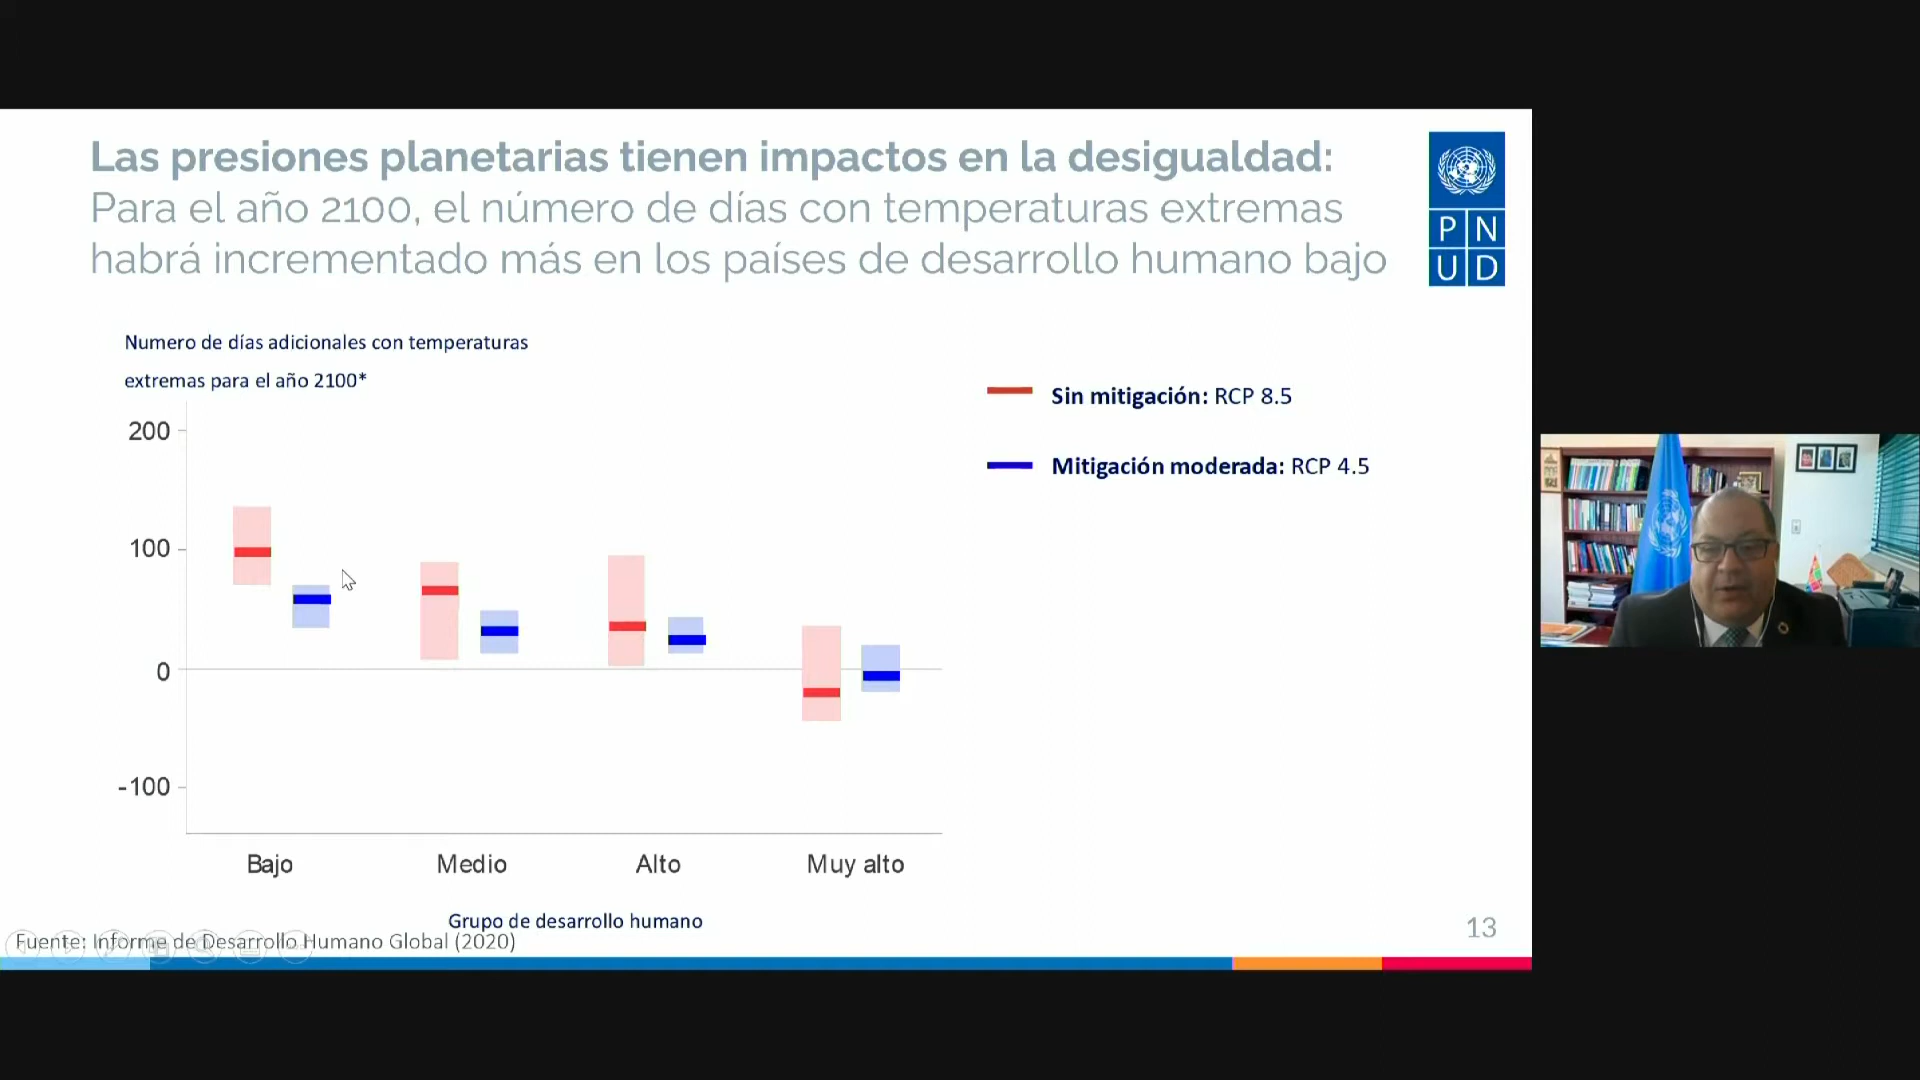 Las presiones planetarias tienen impactos en la desigualdad:
Para el año 2100, el número de días con temperaturas extremas
habrá incrementado más en los países de desarrollo humano bajo
P N
U D
Numero de días adicionales con temperaturas
extremas para el año 2100*
Sin mitigación: RCP 8.5
Mitigación moderada: RCP 4.5
200
100
0
-100
Bajo Medio Alto Muy alto
Grupo de desarrollo humano
Fuente: Informe de Desarrollo Humano Global (2020)
13